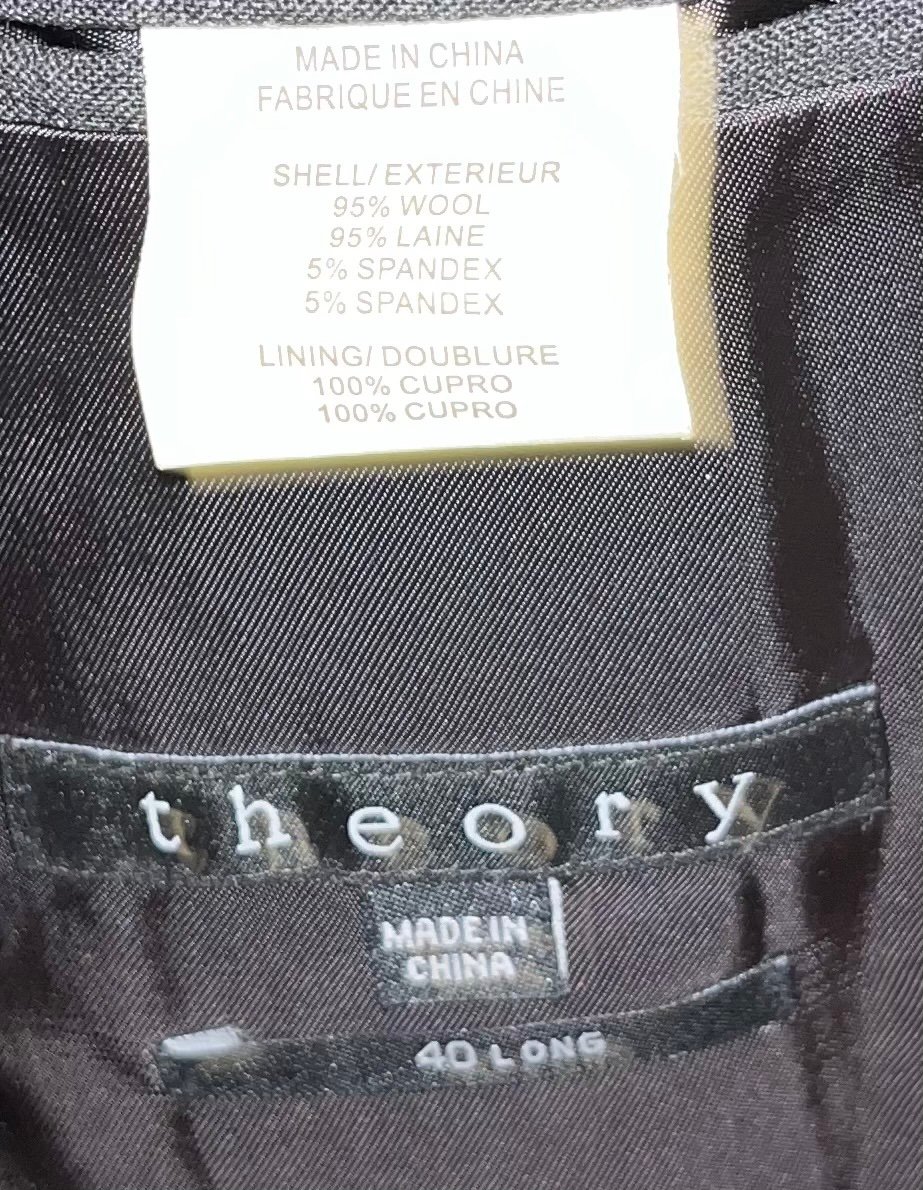 MADE IN CHINA
FABRIQUE EN CHINE
SHELL/EXTERIEUR
95% WOOL
95% LAINE
5% SPANDEX
5% SPANDEX
LINING/DOUBLURE
100% CUPRO
100% CUPRO
theory
MADE IN
CHINA
40 LONG